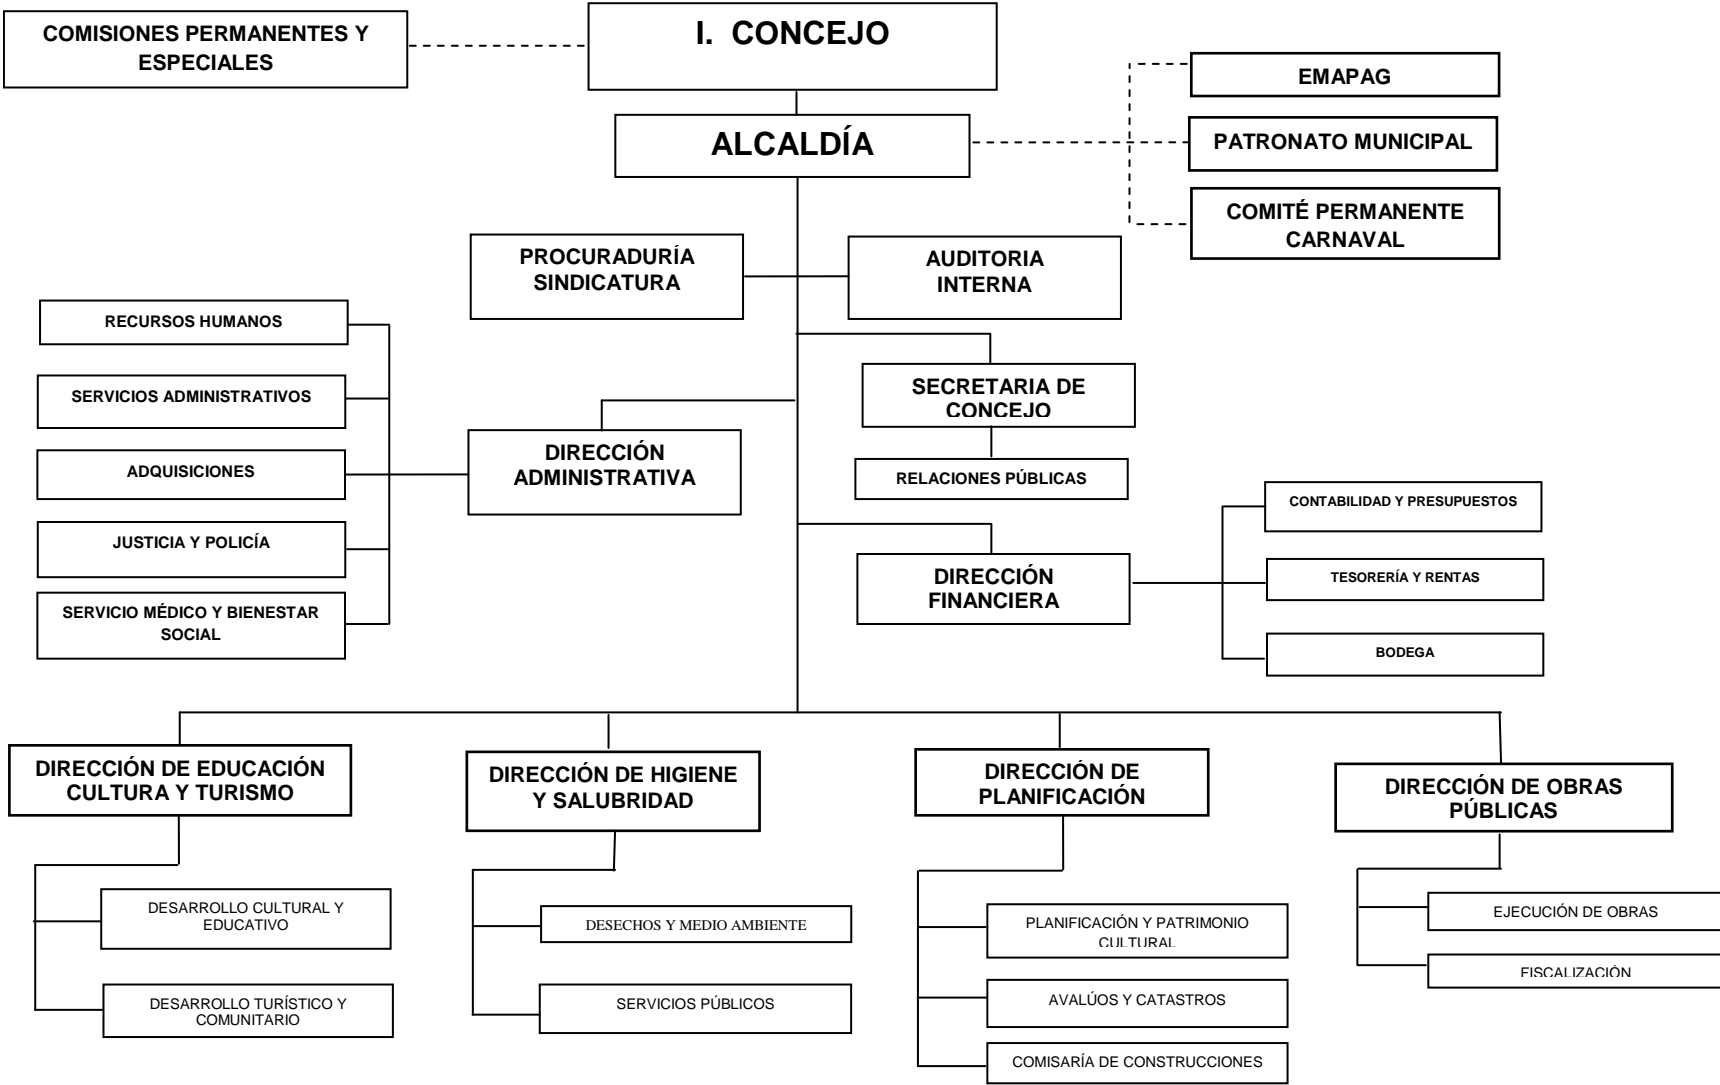 COMISIONES PERMANENTES Y
ESPECIALES
I. CONCEJO
EMAPAG
ALCALDÍA
PATRONATO MUNICIPAL
COMITÉ PERMANENTE
CARNAVAL
PROCURADURÍA
SINDICATURA
AUDITORIA
INTERNA
RECURSOS HUMANOS
SERVICIOS ADMINISTRATIVOS
ADQUISICIONES
JUSTICIA Y POLICÍA
SERVICIO MÉDICO Y BIENESTAR
SOCIAL
DIRECCIÓN
ADMINISTRATIVA
SECRETARIA DE
CONCEJO
RELACIONES PÚBLICAS
DIRECCIÓN
FINANCIERA
CONTABILIDAD Y PRESUPUESTOS
TESORERÍA Y RENTAS
BODEGA
DIRECCIÓN DE EDUCACIÓN
CULTURA Y TURISMO
DESARROLLO CULTURAL Y
EDUCATIVO
DESARROLLO TURÍSTICO Y
COMUNITARIO
DIRECCIÓN DE HIGIENE
Y SALUBRIDAD
DESECHOS Y MEDIO AMBIENTE
SERVICIOS PÚBLICOS
DIRECCIÓN DE
PLANIFICACIÓN
PLANIFICACIÓN Y PATRIMONIO
CULTURAL
AVALÚOS Y CATASTROS
COMISARÍA DE CONSTRUCCIONES
DIRECCIÓN DE OBRAS
PÚBLICAS
EJECUCIÓN DE OBRAS
FISCALIZACIÓN